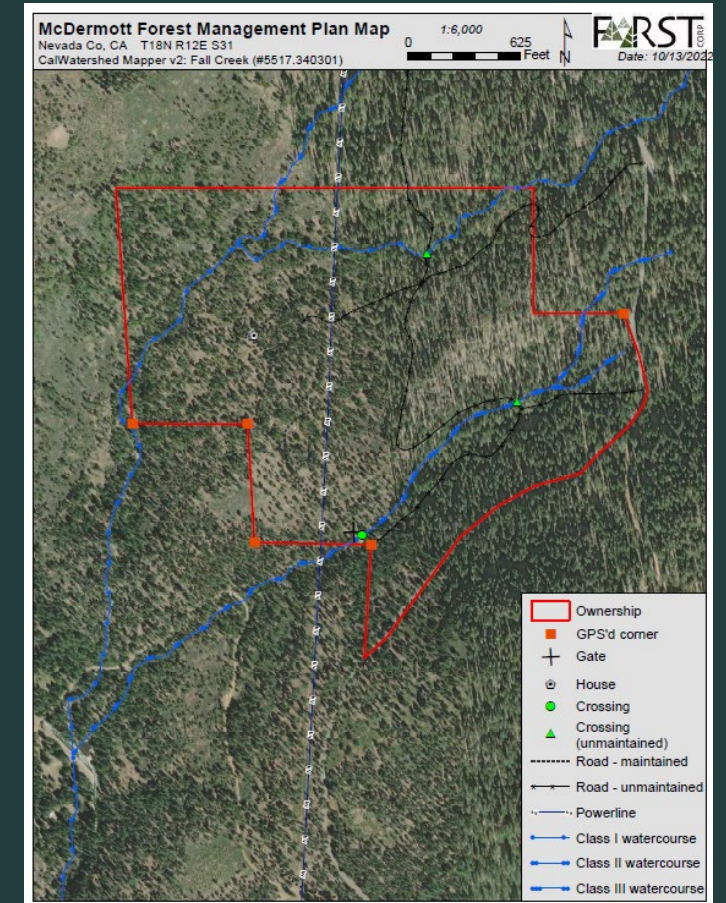 McDermott Forest Management Plan Map
Nevada Co, CA T18N R12E S31
CalWatershed Mapper v2: Fall Creek (#5517.340301)
1:6,000
0 625
Feet
N
FRST
CORP
Date: 10/13/2022
Ownership
GPS'd corner
Gate
House
Crossing
Crossing
(unmaintained)
Road - maintained
Road - unmaintained
Powerline
Class I watercourse
Class II watercourse
Class III watercourse